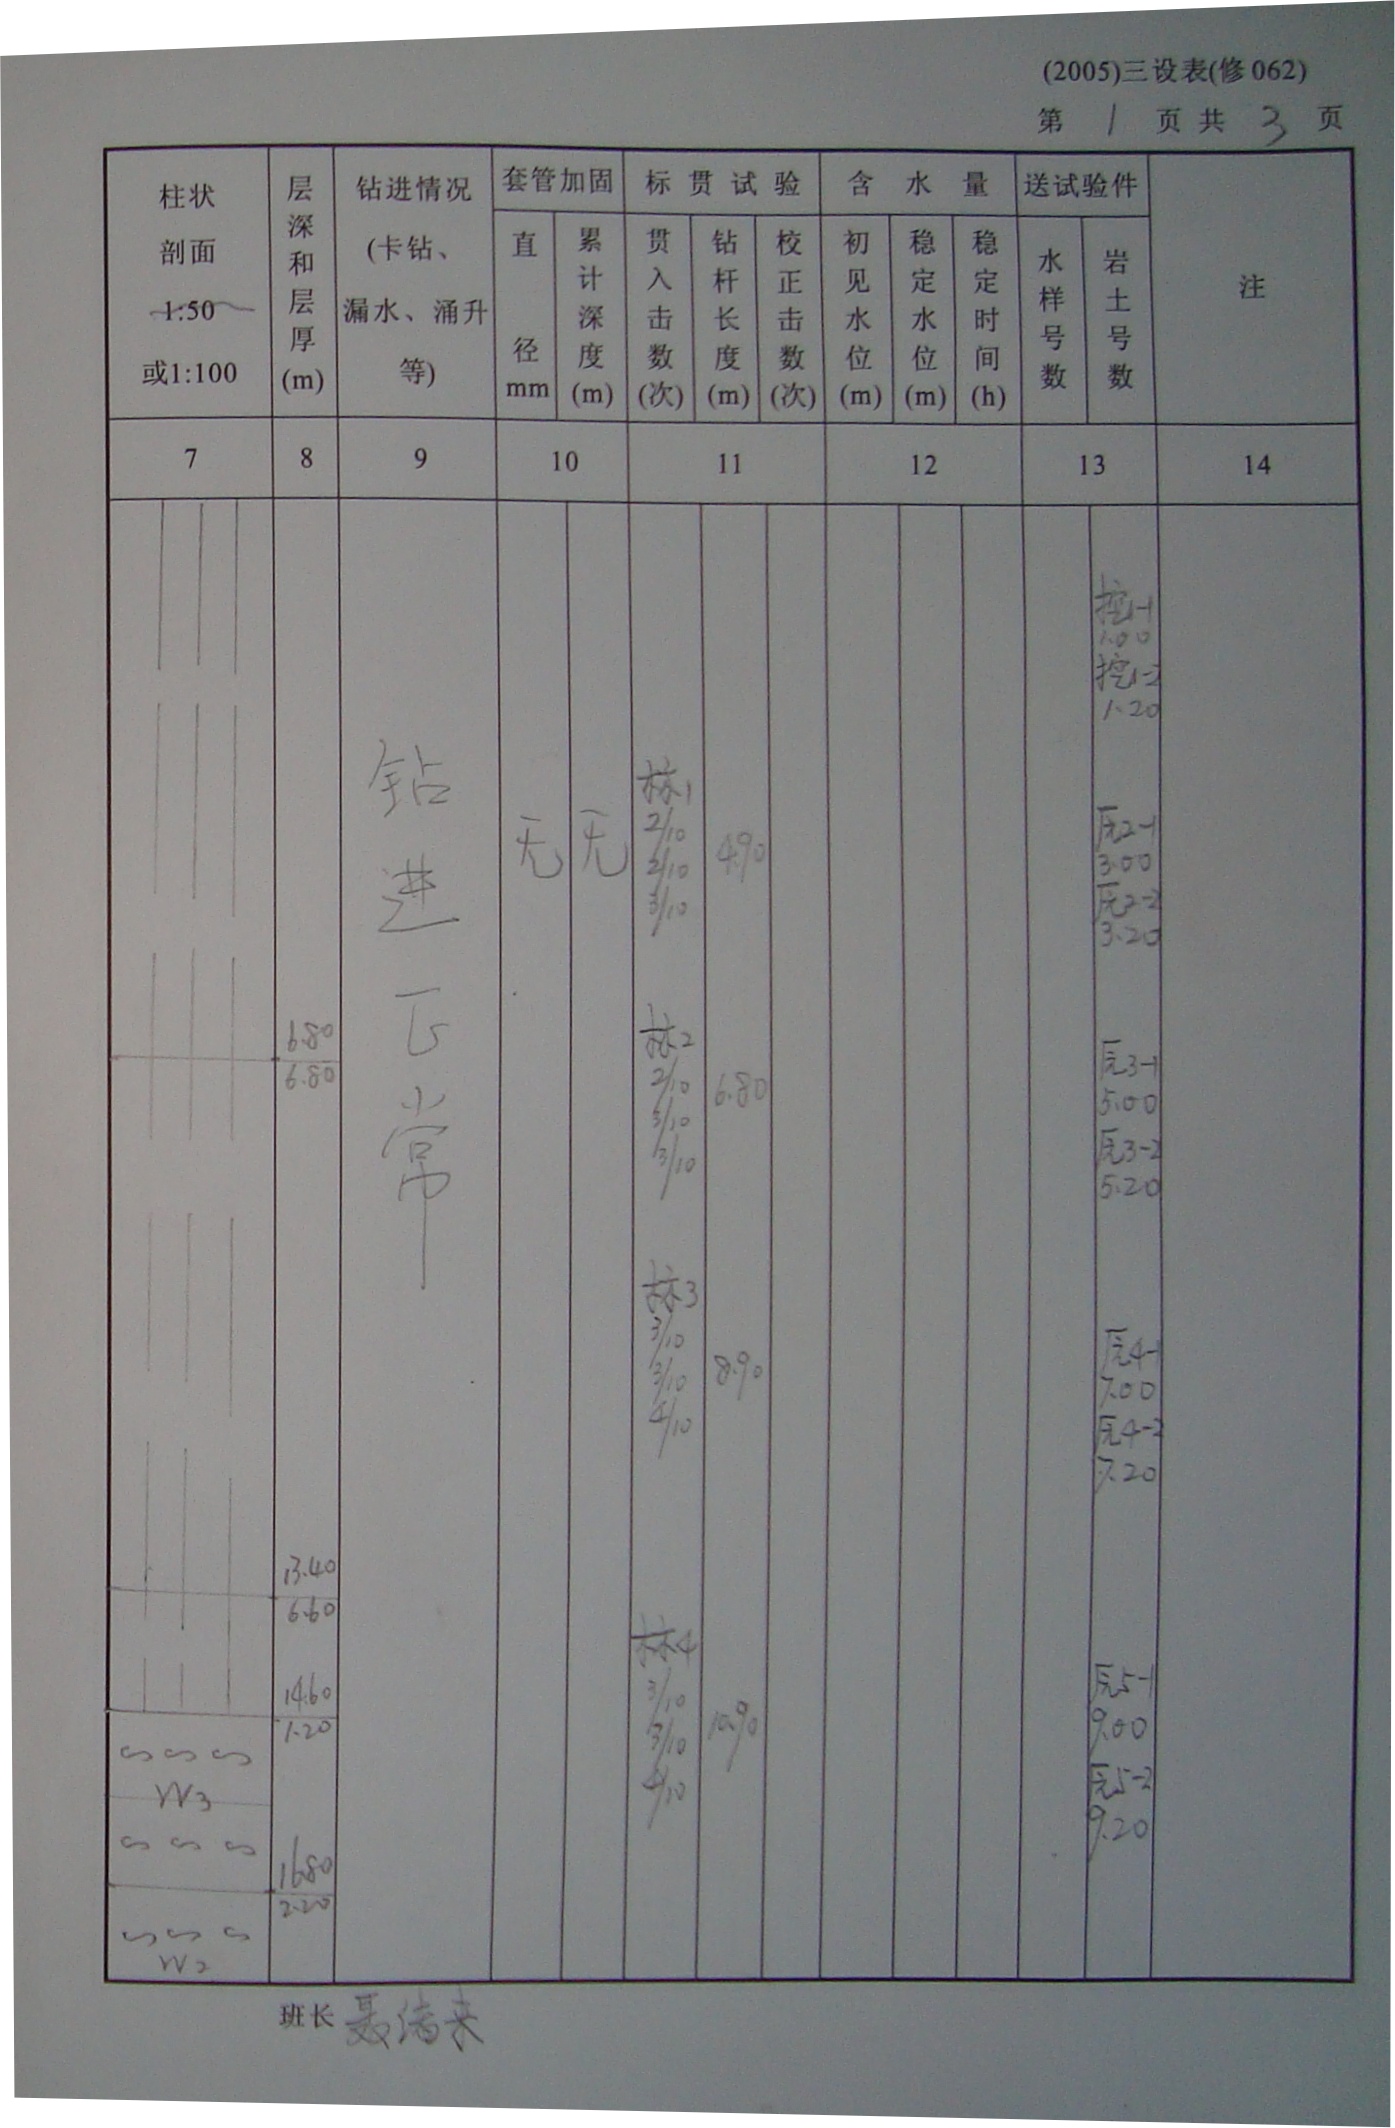 (2005)三设表(修 062)
第 1 页 共 3 页
柱状
剖面
1:50
或1:100
层深和层厚(m)
钻进情况
(卡钻、
漏水、涌升
等)
套管加固
直径mm
累计深度(m)
标贯试验
贯入击数(次)
钻杆长度(m)
校正击数(次)
含水量
初见水位(m)
稳定水位(m)
稳定时间(h)
送试验件
水样号数
岩土号数
注
7 8 9 10 11 12 13 14
6.80
6.80
13.40
6.60
14.60
1.20
16.80
2.20
W3
W2
钻进正常
无
无
标1
2/10
2/10
3/10
4.90
标2
2/10
3/10
3/10
6.80
标3
3/10
3/10
4/10
8.90
标4
3/10
3/10
4/10
10.90
挖1-1
1.00
挖1-2
1.20
原2-1
3.00
原2-2
3.20
原3-1
5.00
原3-2
5.20
原4-1
7.00
原4-2
7.20
原5-1
9.00
原5-2
9.20
班长 聂